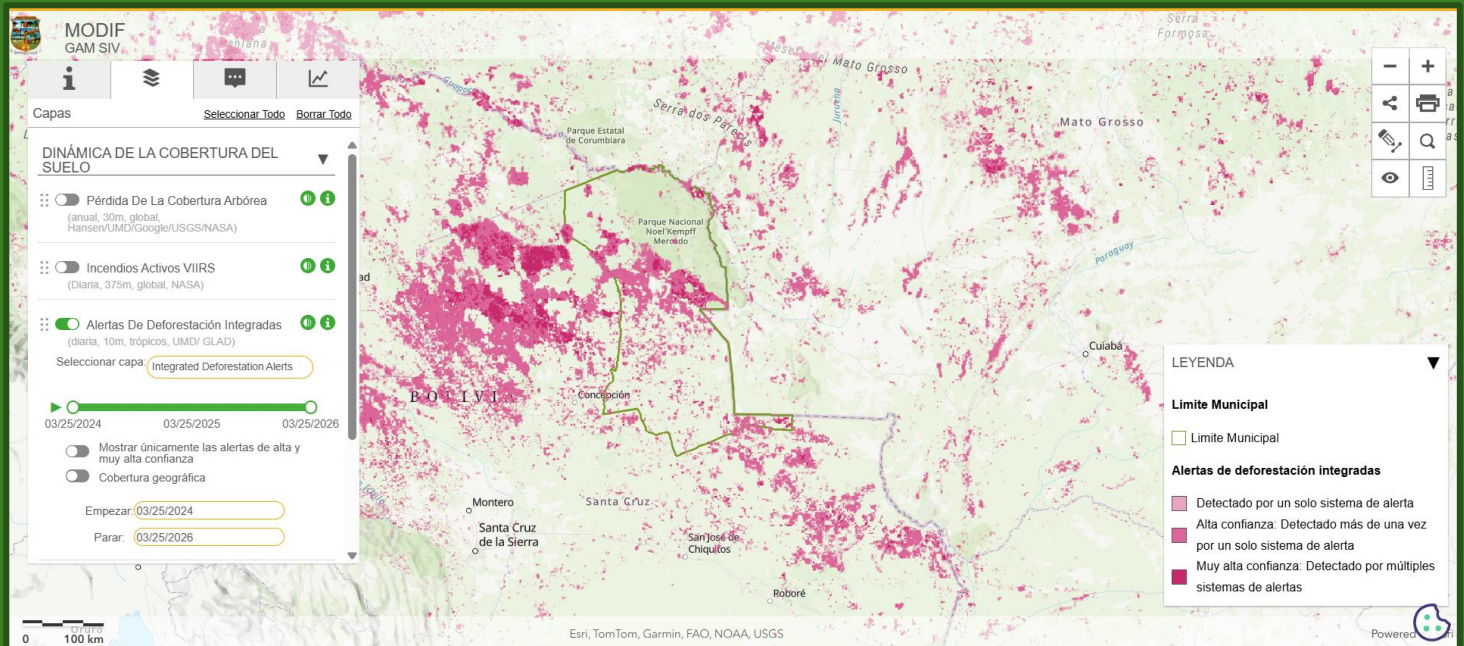 MODIF
GAM SIV
Capas
Seleccionar Todo
Borrar Todo
DINÁMICA DE LA COBERTURA DEL
SUELO
▼
Pérdida De La Cobertura Arbórea
(anual, 30m, global,
Hansen/UMD/Google/USGS/NASA)
Incendios Activos VIIRS
(Diaria, 375m, global, NASA)
Alertas De Deforestación Integradas
(diaria, 10m, trópicos, UMD/ GLAD)
Seleccionar capa:
Integrated Deforestation Alerts
03/25/2024
03/25/2025
03/25/2026
Mostrar únicamente las alertas de alta y
muy alta confianza
Cobertura geográfica
Empezar: 03/25/2024
Parar: 03/25/2026
Serra
Formosa
Mato Grosso
Serra dos Parecis
Juruena
Mato Grosso
Parque Estatal
de Corumbiara
Parque Nacional
Noel Kempff
Mercado
Paraguay
Cuiabá
Concepción
Montero
Santa Cruz
Santa Cruz
de la Sierra
San José de
Chiquitos
Roboré
Oruro
0
100 km
Esri, TomTom, Garmin, FAO, NOAA, USGS
Powered
LEYENDA
▼
Limite Municipal
Limite Municipal
Alertas de deforestación integradas
Detectado por un solo sistema de alerta
Alta confianza: Detectado más de una vez
por un solo sistema de alerta
Muy alta confianza: Detectado por múltiples
sistemas de alertas